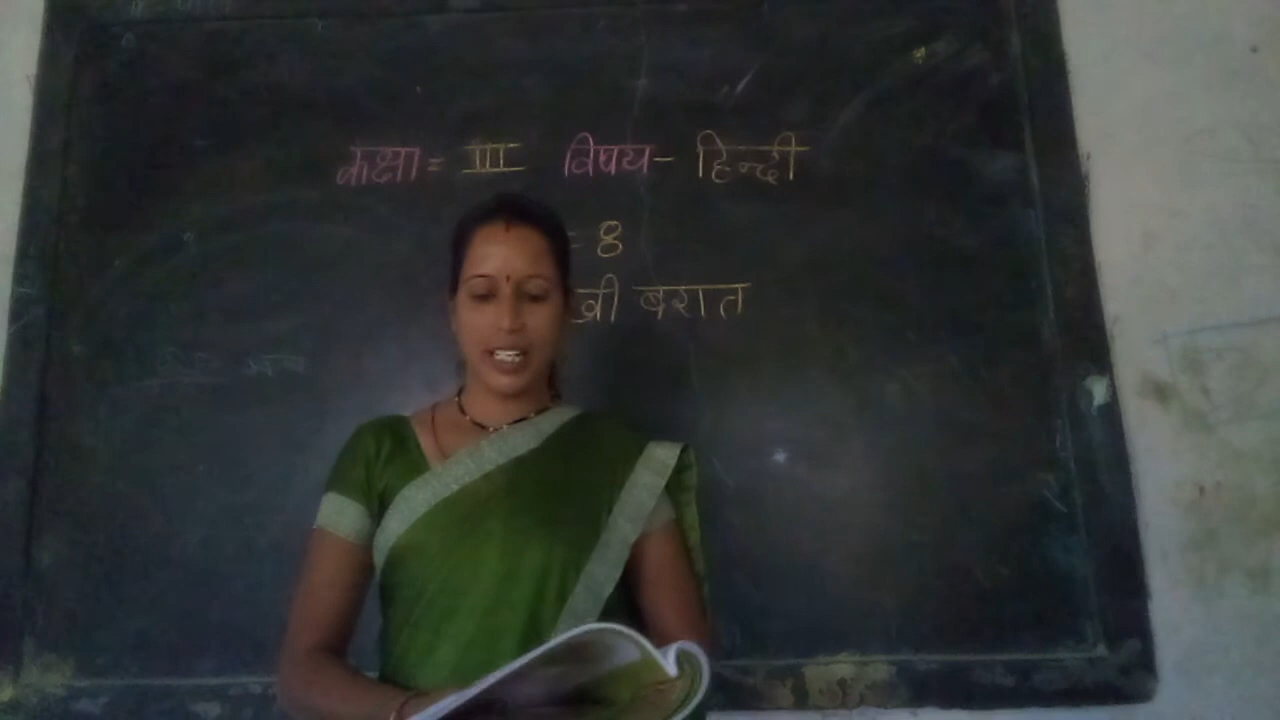 कक्षा = III विषय - हिन्दी
= 8
बरात